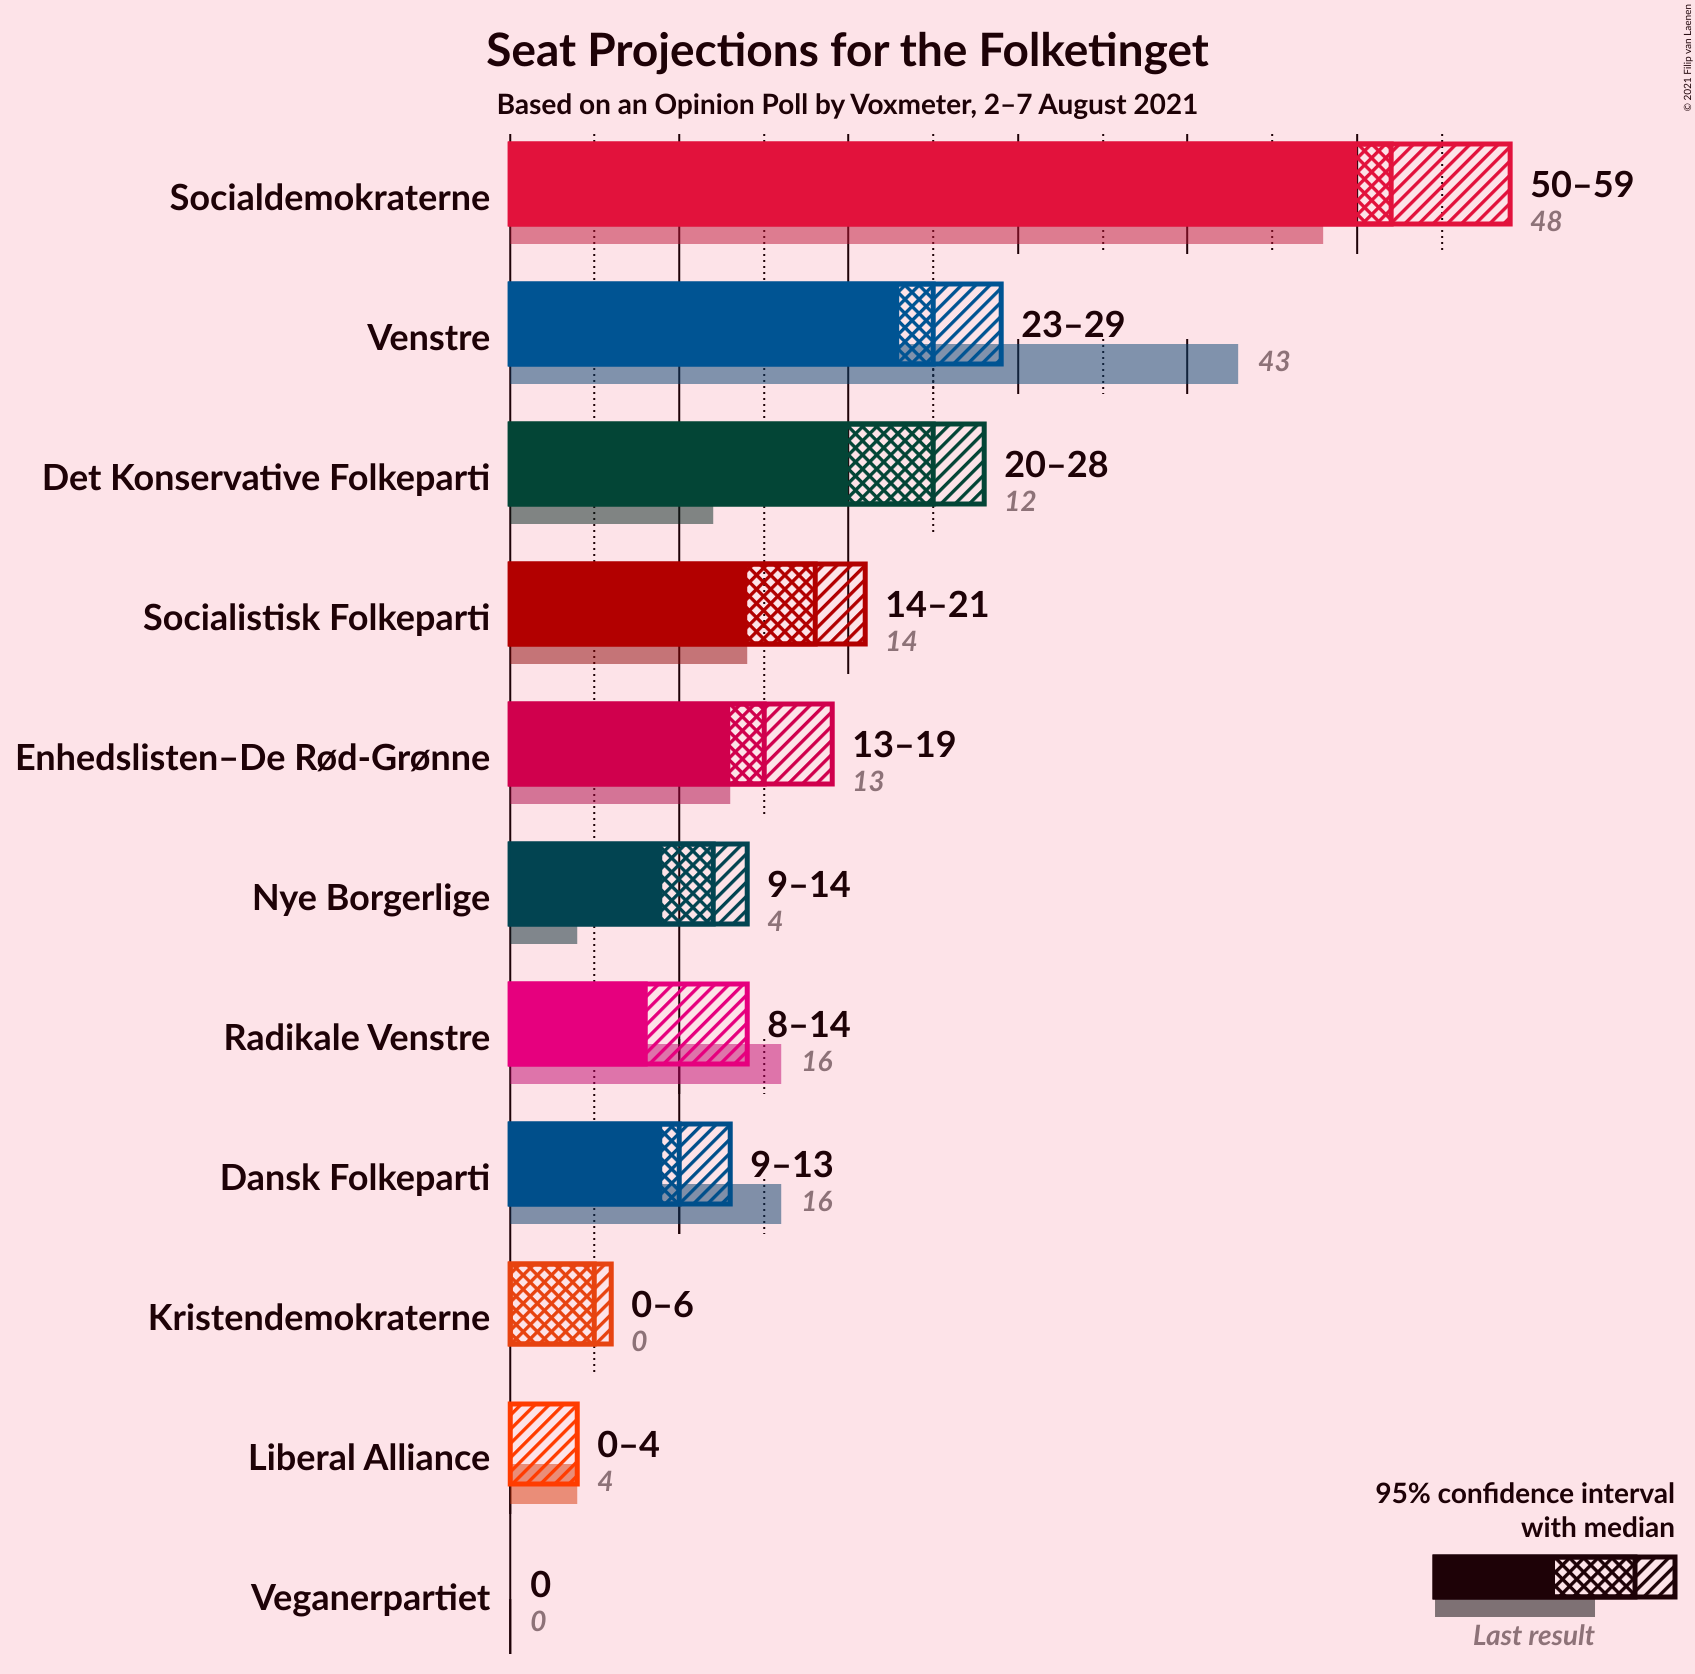 Seat Projections for the Folketinget
Based on an Opinion Poll by Voxmeter, 2–7 August 2021
© 2021 Filip van Laenen
Socialdemokraterne
50–59
48
Venstre
23–29
43
Det Konservative Folkeparti
20–28
12
Socialistisk Folkeparti
14–21
14
Enhedslisten–De Rød-Grønne
13–19
13
Nye Borgerlige
9–14
4
Radikale Venstre
8–14
16
Dansk Folkeparti
9–13
16
Kristendemokraterne
0–6
0
Liberal Alliance
0–4
4
Veganerpartiet
0
0
95% confidence interval
with median
Last result